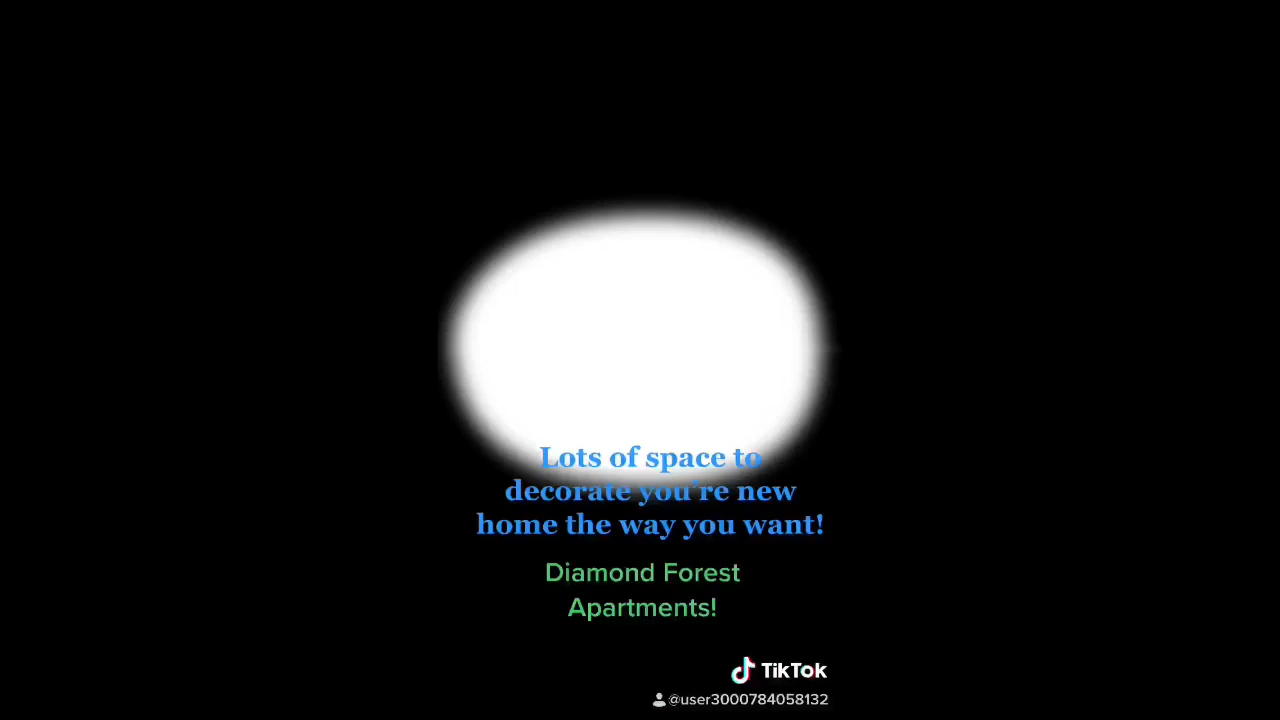 Lots of space to
decorate you're new
home the way you want!
Diamond Forest
Apartments!
TikTok
@user3000784058132